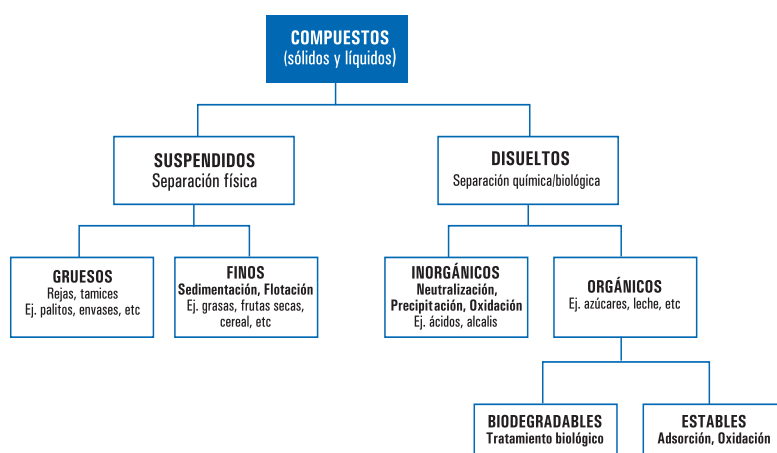 COMPUESTOS
(sólidos y líquidos)
SUSPENDIDOS
Separación física
DISUELTOS
Separación química/biológica
GRUESOS
Rejas, tamices
Ej. palitos, envases, etc
FINOS
Sedimentación, Flotación
Ej. grasas, frutas secas,
cereal, etc
INORGÁNICOS
Neutralización,
Precipitación, Oxidación
Ej. ácidos, alcalis
ORGÁNICOS
Ej. azúcares, leche, etc
BIODEGRADABLES
Tratamiento biológico
ESTABLES
Adsorción, Oxidación